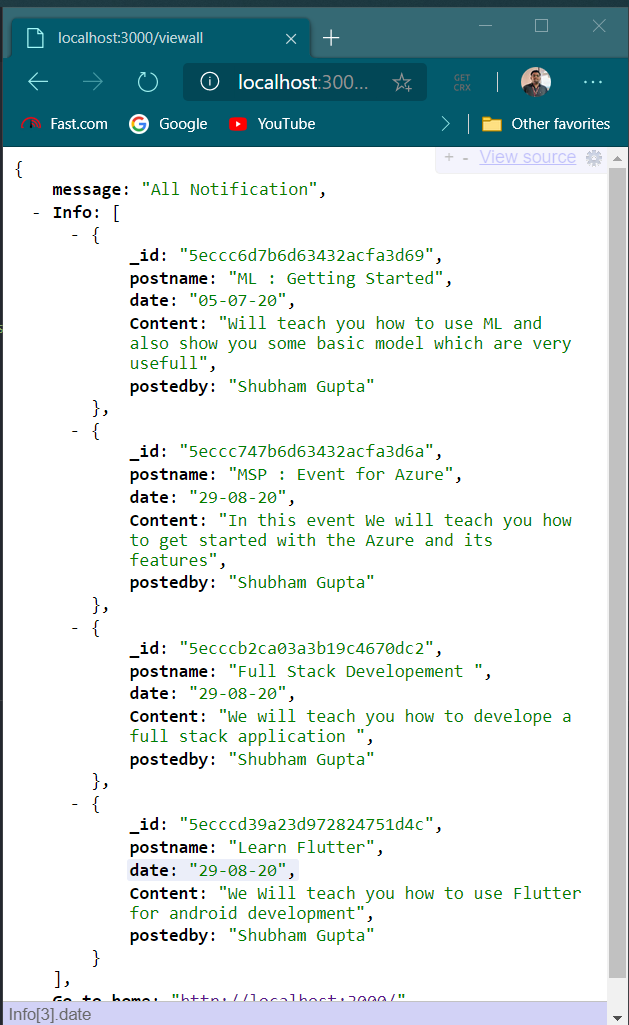 localhost:3000/viewall
localhost:300...
GET
CRX
Fast.com
Google
YouTube
Other favorites
+ - View source
{
message: "All Notification",
- Info: [
- {
_id: "5eccc6d7b6d63432acfa3d69",
postname: "ML : Getting Started",
date: "05-07-20",
Content: "Will teach you how to use ML and
also show you some basic model which are very
usefull",
postedby: "Shubham Gupta"
},
- {
_id: "5eccc747b6d63432acfa3d6a",
postname: "MSP : Event for Azure",
date: "29-08-20",
Content: "In this event We will teach you how
to get started with the Azure and its
features",
postedby: "Shubham Gupta"
},
- {
_id: "5ecccb2ca03a3b19c4670dc2",
postname: "Full Stack Developement ",
date: "29-08-20",
Content: "We will teach you how to develope a
full stack application ",
postedby: "Shubham Gupta"
},
- {
_id: "5ecccd39a23d972824751d4c",
postname: "Learn Flutter",
date: "29-08-20",
Content: "We Will teach you how to use Flutter
for android development",
postedby: "Shubham Gupta"
}
],
Go to home: "http://localhost:3000/"
Info[3].date